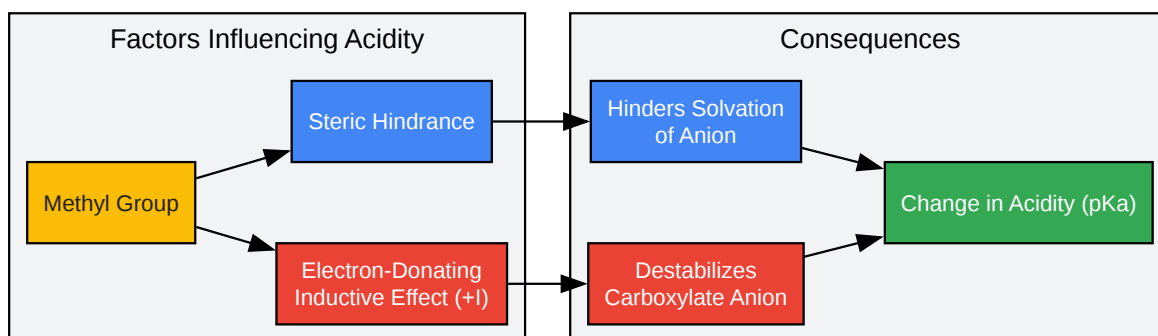 Factors Influencing Acidity
Consequences
Steric Hindrance
Hinders Solvation
of Anion
Methyl Group
Change in Acidity (pKa)
Electron-Donating
Inductive Effect (+I)
Destabilizes
Carboxylate Anion